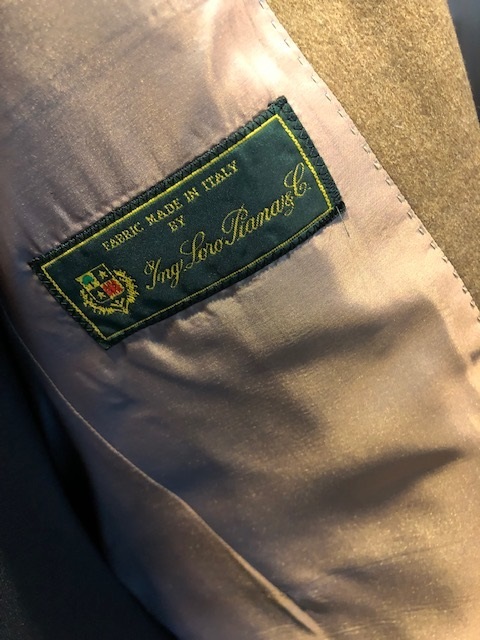 FABRIC MADE IN ITALY
BY
Ing. Loro Piana & C.